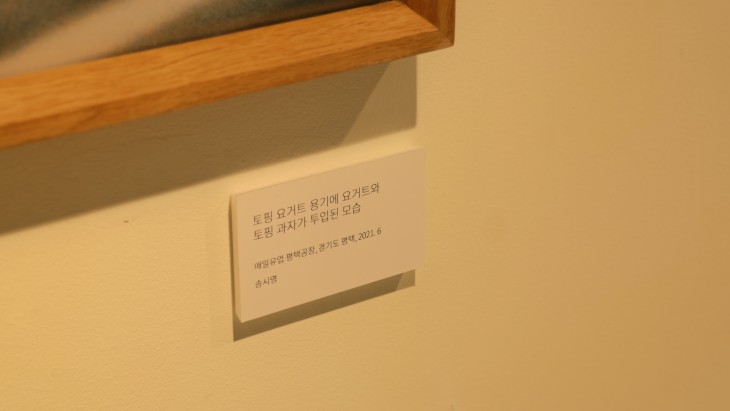 토핑 요거트 용기에 요거트와
토핑 과자가 투입된 모습
매일유업 평택공장, 경기도 평택, 2021. 6
송시영